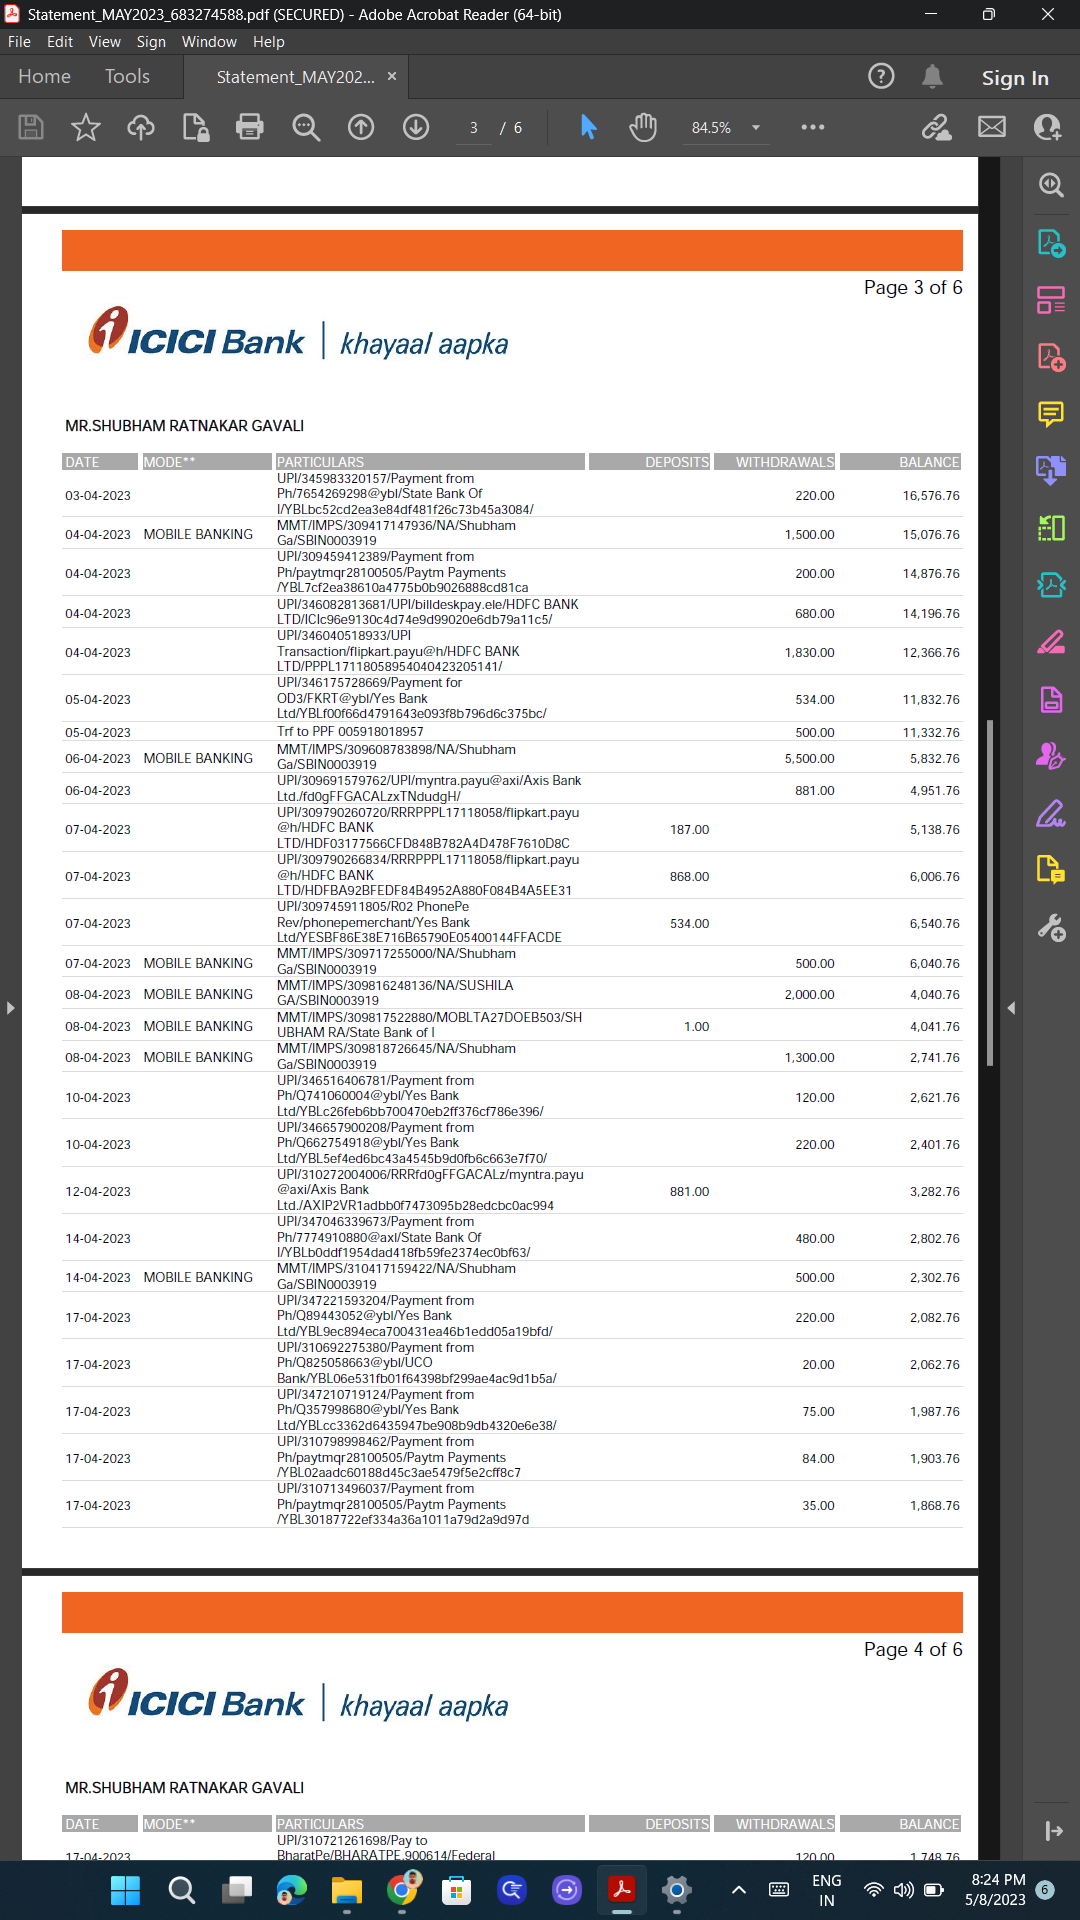 Statement_MAY2023_683274588.pdf (SECURED) - Adobe Acrobat Reader (64-bit)
File Edit View Sign Window Help
Home Tools Statement_MAY202... × Sign In
3 / 6 84.5%
Page 3 of 6
ICICI Bank | khayaal aapka
MR.SHUBHAM RATNAKAR GAVALI
DATE MODE** PARTICULARS DEPOSITS WITHDRAWALS BALANCE
UPI/345983320157/Payment from
03-04-2023 Ph/7654269298@ybl/State Bank Of 220.00 16,576.76
I/YBLbc52cd2ea3e84df481f26c73b45a3084/
04-04-2023 MOBILE BANKING MMT/IMPS/309417147936/NA/Shubham 1,500.00 15,076.76
Ga/SBIN0003919
UPI/309459412389/Payment from
04-04-2023 Ph/paytmqr28100505/Paytm Payments 200.00 14,876.76
/YBL7cf2ea38610a4775b0b9026888cd81ca
04-04-2023 UPI/346082813681/UPI/billdeskpay.ele/HDFC BANK 680.00 14,196.76
LTD/ICIc96e9130c4d74e9d99020e6db79a11c5/
UPI/346040518933/UPI
04-04-2023 Transaction/flipkart.payu@h/HDFC BANK 1,830.00 12,366.76
LTD/PPPL17118058954040423205141/
UPI/346175728669/Payment for
05-04-2023 OD3/FKRT@ybl/Yes Bank 534.00 11,832.76
Ltd/YBLf00f66d4791643e093f8b796d6c375bc/
05-04-2023 Trf to PPF 005918018957 500.00 11,332.76
06-04-2023 MOBILE BANKING MMT/IMPS/309608783898/NA/Shubham 5,500.00 5,832.76
Ga/SBIN0003919
06-04-2023 UPI/309691579762/UPI/myntra.payu@axi/Axis Bank 881.00 4,951.76
Ltd./fd0gFFGACALzxTNdudgH/
UPI/309790260720/RRRPPPL17118058/flipkart.payu
07-04-2023 @h/HDFC BANK 187.00 5,138.76
LTD/HDF03177566CFD848B782A4D478F7610D8C
UPI/309790266834/RRRPPPL17118058/flipkart.payu
07-04-2023 @h/HDFC BANK 868.00 6,006.76
LTD/HDFBA92BFEDF84B4952A880F084B4A5EE31
UPI/309745911805/R02 PhonePe
07-04-2023 Rev/phonepemerchant/Yes Bank 534.00 6,540.76
Ltd/YESBF86E38E716B65790E05400144FFACDE
07-04-2023 MOBILE BANKING MMT/IMPS/309717255000/NA/Shubham 500.00 6,040.76
Ga/SBIN0003919
08-04-2023 MOBILE BANKING MMT/IMPS/309816248136/NA/SUSHILA 2,000.00 4,040.76
GA/SBIN0003919
08-04-2023 MOBILE BANKING MMT/IMPS/309817522880/MOBLTA27DOEB503/SH 1.00 4,041.76
UBHAM RA/State Bank of I
08-04-2023 MOBILE BANKING MMT/IMPS/309818726645/NA/Shubham 1,300.00 2,741.76
Ga/SBIN0003919
UPI/346516406781/Payment from
10-04-2023 Ph/Q741060004@ybl/Yes Bank 120.00 2,621.76
Ltd/YBLc26feb6bb700470eb2ff376cf786e396/
UPI/346657900208/Payment from
10-04-2023 Ph/Q662754918@ybl/Yes Bank 220.00 2,401.76
Ltd/YBL5ef4ed6bc43a4545b9d0fb6c663e7f70/
UPI/310272004006/RRRfd0gFFGACALz/myntra.payu
12-04-2023 @axi/Axis Bank 881.00 3,282.76
Ltd./AXIP2VR1adbb0f7473095b28edcbc0ac994
UPI/347046339673/Payment from
14-04-2023 Ph/7774910880@axl/State Bank Of 480.00 2,802.76
I/YBLb0ddf1954dad418fb59fe2374ec0bf63/
14-04-2023 MOBILE BANKING MMT/IMPS/310417159422/NA/Shubham 500.00 2,302.76
Ga/SBIN0003919
UPI/347221593204/Payment from
17-04-2023 Ph/Q89443052@ybl/Yes Bank 220.00 2,082.76
Ltd/YBL9ec894eca700431ea46b1edd05a19bfd/
UPI/310692275380/Payment from
17-04-2023 Ph/Q825058663@ybl/UCO 20.00 2,062.76
Bank/YBL06e531fb01f64398bf299ae4ac9d1b5a/
UPI/347210719124/Payment from
17-04-2023 Ph/Q357998680@ybl/Yes Bank 75.00 1,987.76
Ltd/YBLcc3362d6435947be908b9db4320e6e38/
UPI/310798998462/Payment from
17-04-2023 Ph/paytmqr28100505/Paytm Payments 84.00 1,903.76
/YBL02aadc60188d45c3ae5479f5e2cff8c7
UPI/310713496037/Payment from
17-04-2023 Ph/paytmqr28100505/Paytm Payments 35.00 1,868.76
/YBL30187722ef334a36a1011a79d2a9d97d
Page 4 of 6
ICICI Bank | khayaal aapka
MR.SHUBHAM RATNAKAR GAVALI
DATE MODE** PARTICULARS DEPOSITS WITHDRAWALS BALANCE
UPI/310721261698/Pay to
17-04-2023 BharatPe/BHARATPE.900614/Federal 120.00 1,748.76
ENG 8:24 PM
IN 5/8/2023 6